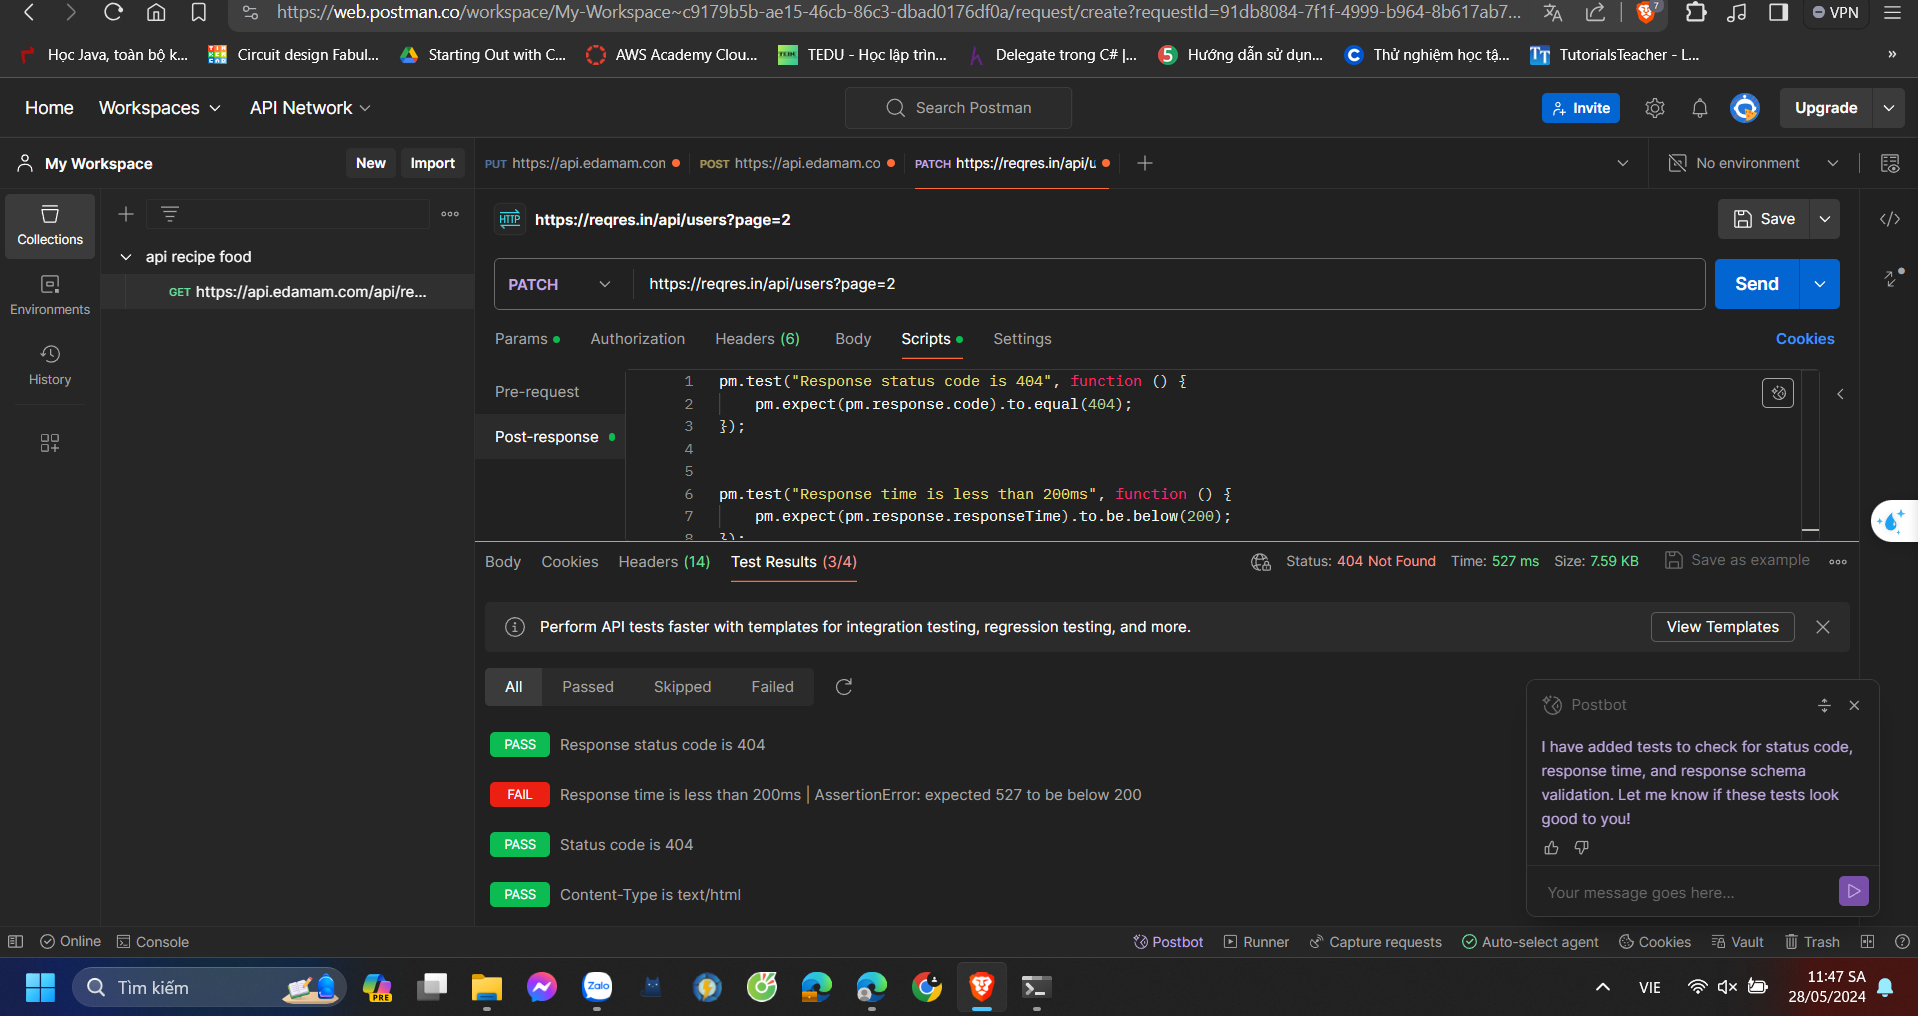 https://web.postman.co/workspace/My-Workspace~c9179b5b-ae15-46cb-86c3-dbad0176df0a/request/create?requestId=91db8084-7f1f-4999-b964-8b617ab7...
7
VPN
Học Java, toàn bộ k...
Circuit design Fabul...
Starting Out with C...
AWS Academy Clou...
TEDU - Học lập trìn...
Delegate trong C# |...
Hướng dẫn sử dụn...
Thử nghiệm học tậ...
TutorialsTeacher - L...
»
Home
Workspaces
API Network
Search Postman
Invite
Upgrade
My Workspace
New
Import
PUT https://api.edamam.con
POST https://api.edamam.co
PATCH https://reqres.in/api/u
No environment
Collections
Environments
History
api recipe food
GET https://api.edamam.com/api/re...
HTTP
https://reqres.in/api/users?page=2
Save
</>
PATCH
https://reqres.in/api/users?page=2
Send
Params
Authorization
Headers (6)
Body
Scripts
Settings
Cookies
Pre-request
Post-response
1 pm.test("Response status code is 404", function () {
2 pm.expect(pm.response.code).to.equal(404);
3 });
4
5
6 pm.test("Response time is less than 200ms", function () {
7 pm.expect(pm.response.responseTime).to.be.below(200);
8 });
Body
Cookies
Headers (14)
Test Results (3/4)
Status: 404 Not Found
Time: 527 ms
Size: 7.59 KB
Save as example
Perform API tests faster with templates for integration testing, regression testing, and more.
View Templates
All
Passed
Skipped
Failed
PASS Response status code is 404
FAIL Response time is less than 200ms | AssertionError: expected 527 to be below 200
PASS Status code is 404
PASS Content-Type is text/html
Postbot
I have added tests to check for status code,
response time, and response schema
validation. Let me know if these tests look
good to you!
Your message goes here...
Online
Console
Postbot
Runner
Capture requests
Auto-select agent
Cookies
Vault
Trash
Tìm kiếm
PRE
Zalo
VIE
11:47 SA
28/05/2024